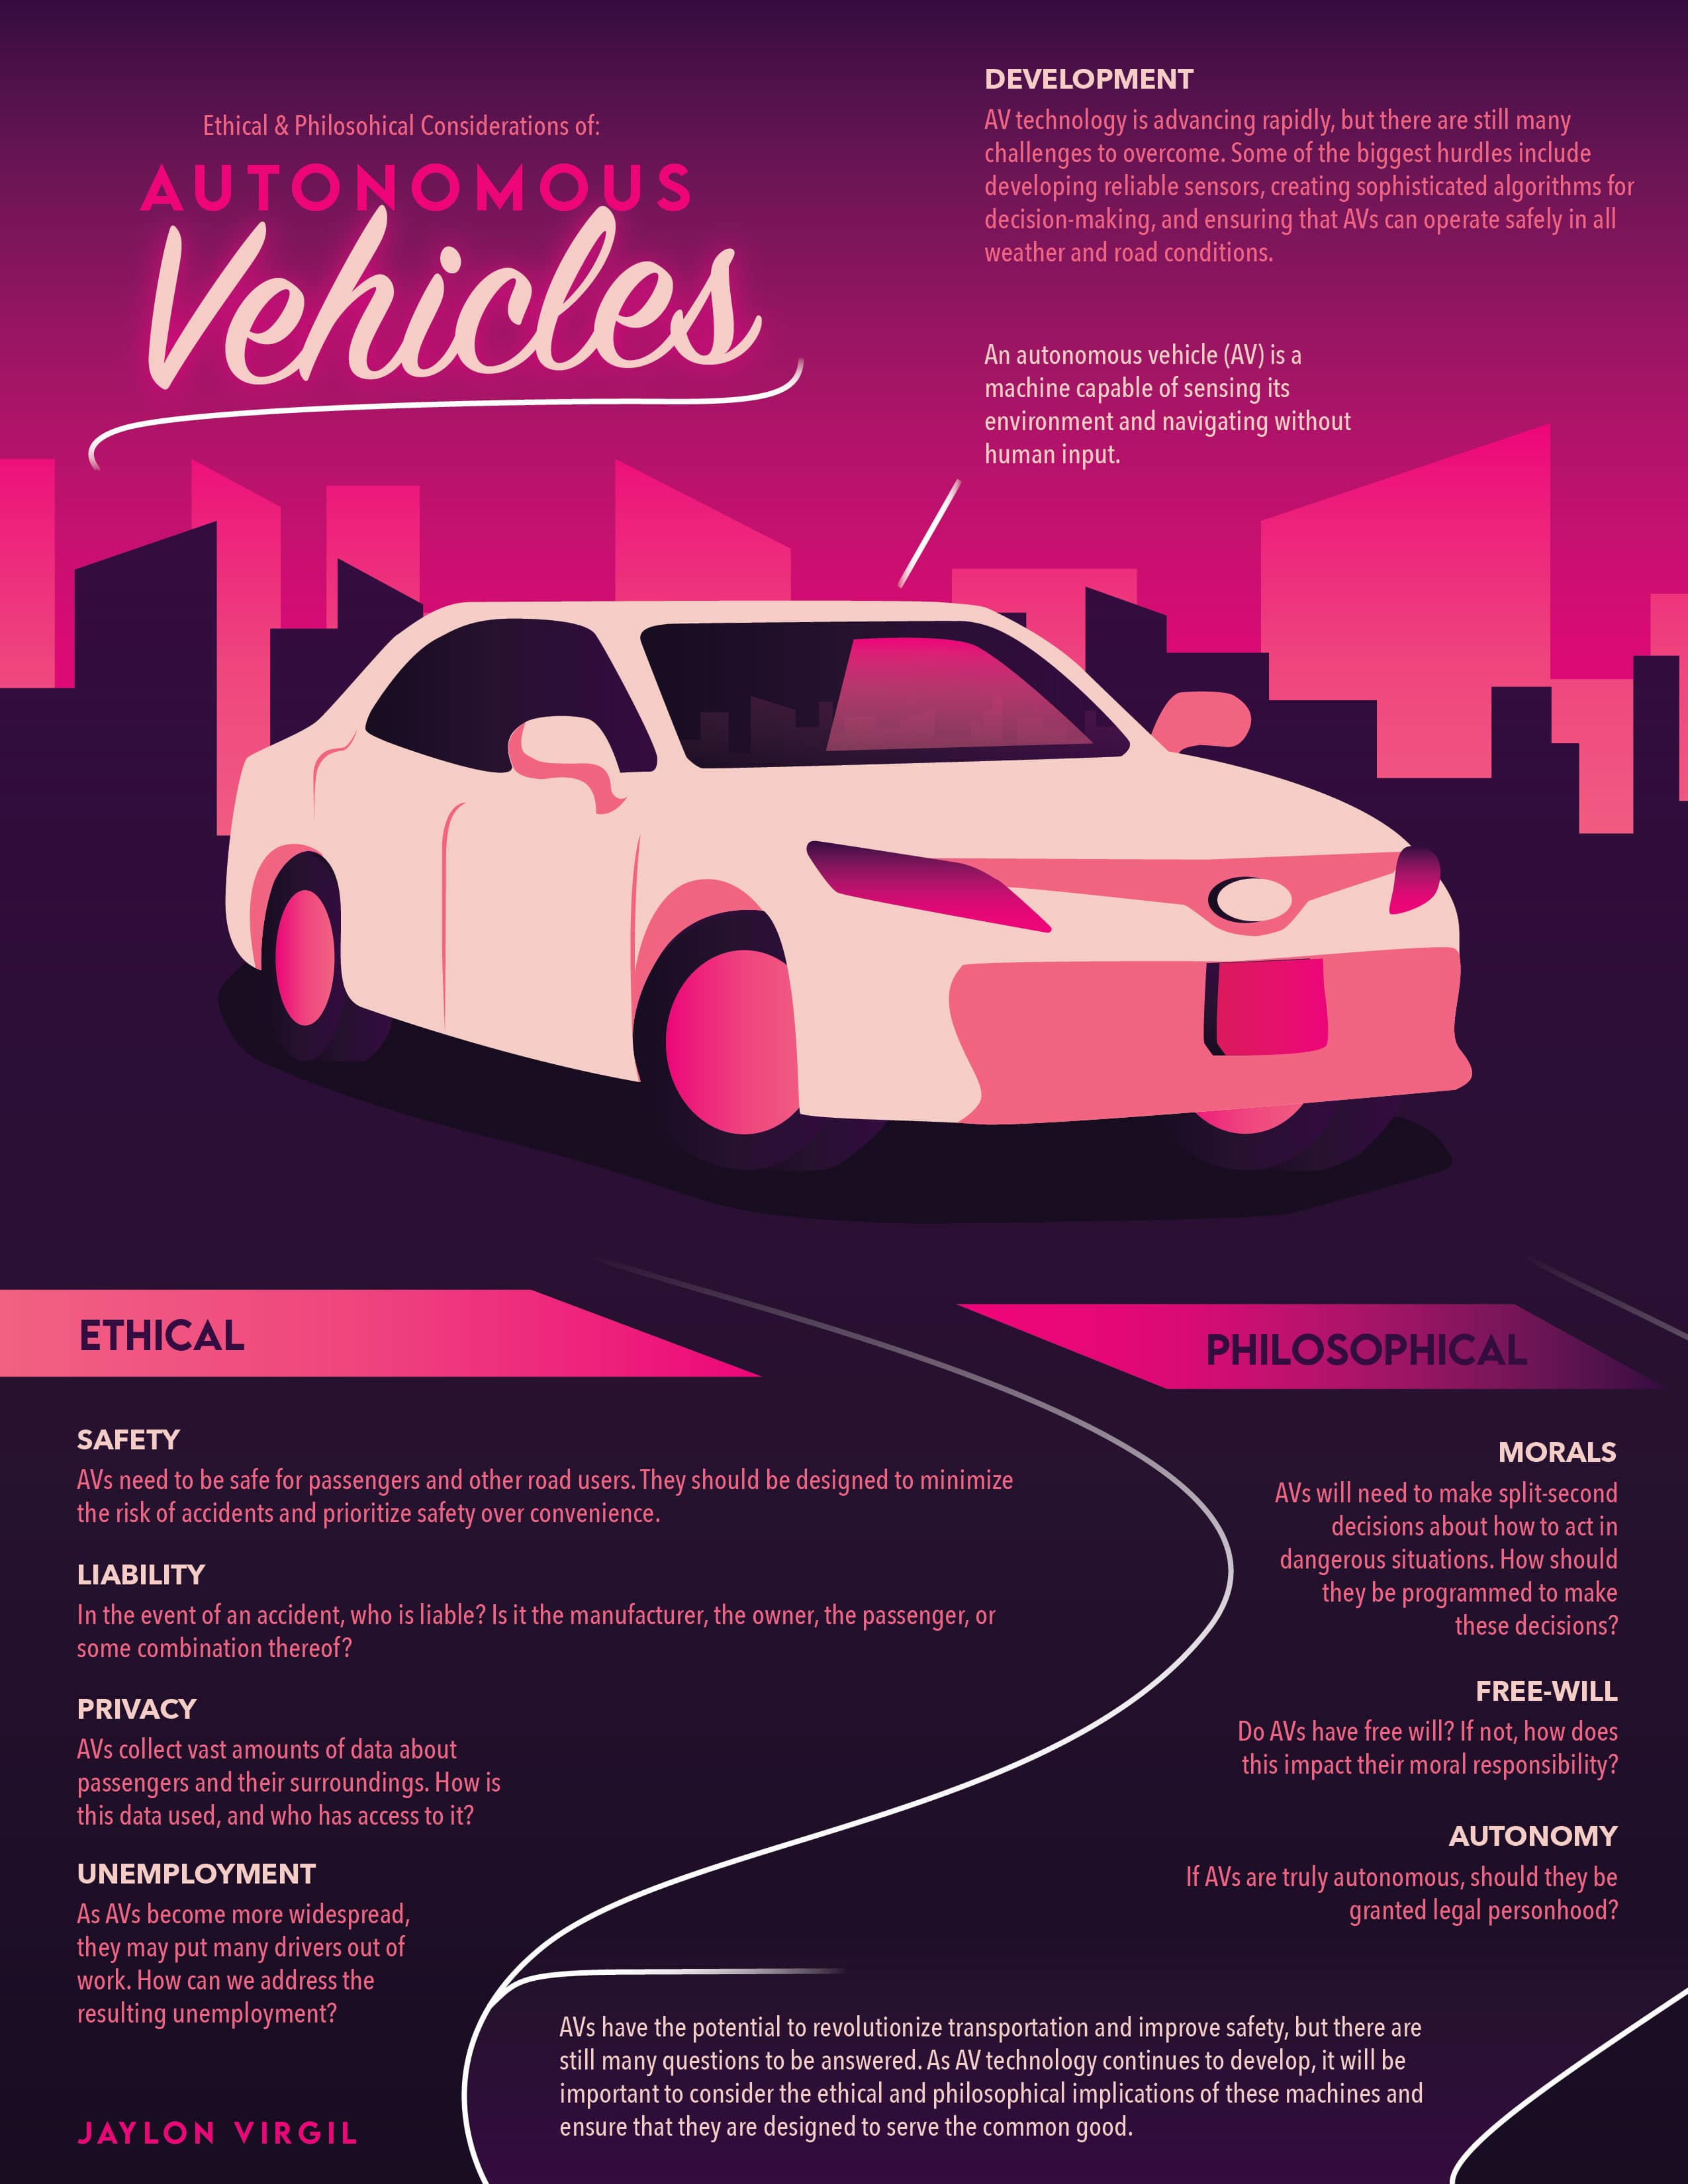 Ethical & Philosohical Considerations of:
AUTONOMOUS
Vehicles
DEVELOPMENT
AV technology is advancing rapidly, but there are still many
challenges to overcome. Some of the biggest hurdles include
developing reliable sensors, creating sophisticated algorithms for
decision-making, and ensuring that AVs can operate safely in all
weather and road conditions.
An autonomous vehicle (AV) is a
machine capable of sensing its
environment and navigating without
human input.
ETHICAL
SAFETY
AVs need to be safe for passengers and other road users. They should be designed to minimize
the risk of accidents and prioritize safety over convenience.
LIABILITY
In the event of an accident, who is liable? Is it the manufacturer, the owner, the passenger, or
some combination thereof?
PRIVACY
AVs collect vast amounts of data about
passengers and their surroundings. How is
this data used, and who has access to it?
UNEMPLOYMENT
As AVs become more widespread,
they may put many drivers out of
work. How can we address the
resulting unemployment?
PHILOSOPHICAL
MORALS
AVs will need to make split-second
decisions about how to act in
dangerous situations. How should
they be programmed to make
these decisions?
FREE-WILL
Do AVs have free will? If not, how does
this impact their moral responsibility?
AUTONOMY
If AVs are truly autonomous, should they be
granted legal personhood?
AVs have the potential to revolutionize transportation and improve safety, but there are
still many questions to be answered. As AV technology continues to develop, it will be
important to consider the ethical and philosophical implications of these machines and
ensure that they are designed to serve the common good.
JAYLON VIRGIL